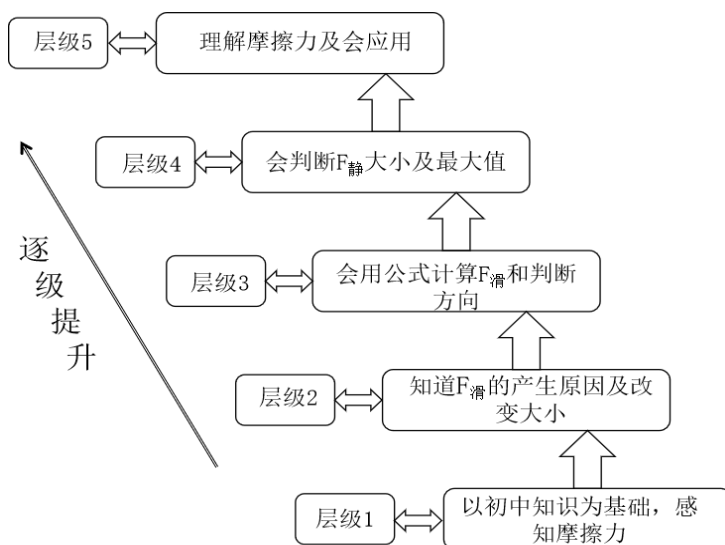 层级5
理解摩擦力及会应用
层级4
会判断F静大小及最大值
逐级提升
层级3
会用公式计算F滑和判断
方向
层级2
知道F滑的产生原因及改
变大小
层级1
以初中知识为基础，感
知摩擦力